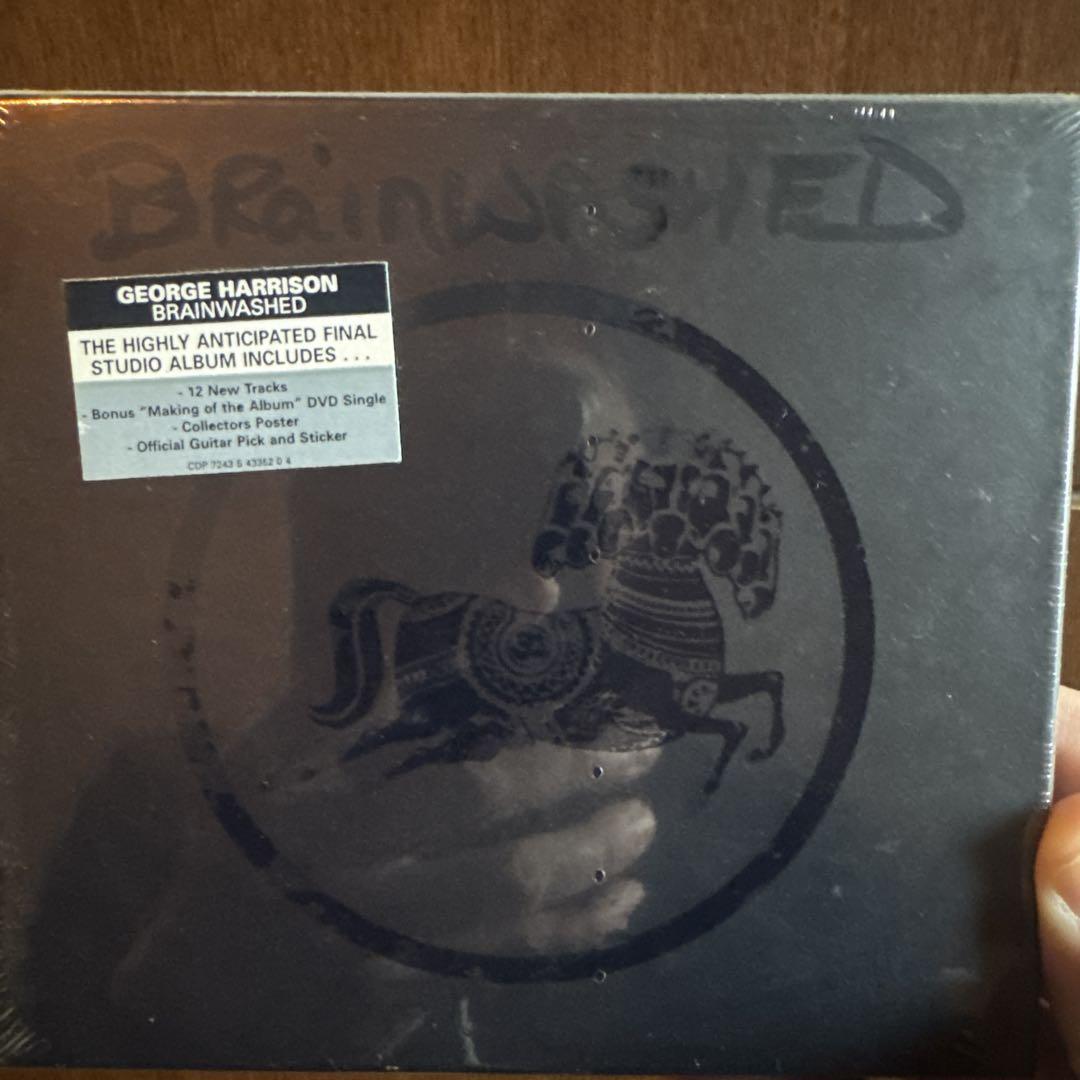 BRainWASHED
GEORGE HARRISON
BRAINWASHED
THE HIGHLY ANTICIPATED FINAL
STUDIO ALBUM INCLUDES . . .
- 12 New Tracks
- Bonus "Making of the Album" DVD Single
- Collectors Poster
- Official Guitar Pick and Sticker
CDP 7243 5 43362 0 4